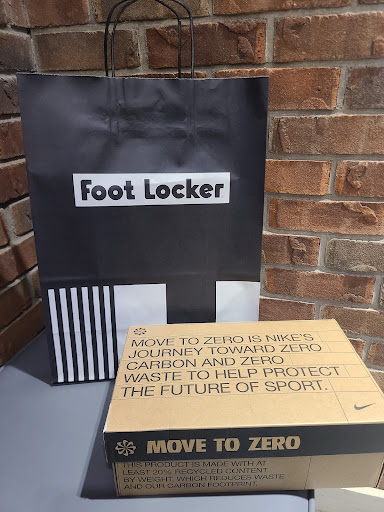 Foot Locker
MOVE TO ZERO IS NIKE'S
JOURNEY TOWARD ZERO
CARBON AND ZERO
WASTE TO HELP PROTECT
THE FUTURE OF SPORT.
MOVE TO ZERO
THIS PRODUCT IS MADE WITH AT
LEAST 20% RECYCLED CONTENT
BY WEIGHT, WHICH REDUCES WASTE
AND OUR CARBON FOOTPRINT.